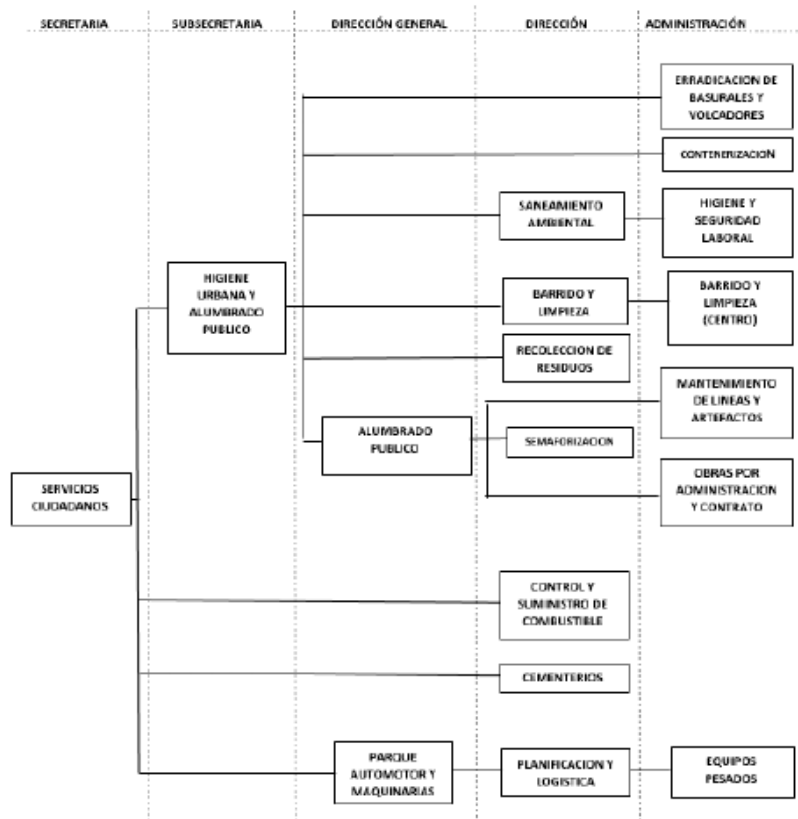 SECRETARIA
SUBSECRETARIA
DIRECCIÓN GENERAL
DIRECCIÓN
ADMINISTRACIÓN
ERRADICACION DE
BASURALES Y
VOLCADORES
CONTENERIZACION
SANEAMIENTO
AMBIENTAL
HIGIENE Y
SEGURIDAD
LABORAL
HIGIENE
URBANA Y
ALUMBRADO
PUBLICO
BARRIDO Y
LIMPIEZA
BARRIDO Y
LIMPIEZA
(CENTRO)
RECOLECCION DE
RESIDUOS
MANTENIMIENTO
DE LINEAS Y
ARTEFACTOS
ALUMBRADO
PUBLICO
SEMAFORIZACION
OBRAS POR
ADMINISTRACION
Y CONTRATO
SERVICIOS
CIUDADANOS
CONTROL Y
SUMINISTRO DE
COMBUSTIBLE
CEMENTERIOS
PARQUE
AUTOMOTOR Y
MAQUINARIAS
PLANIFICACION Y
LOGISTICA
EQUIPOS
PESADOS